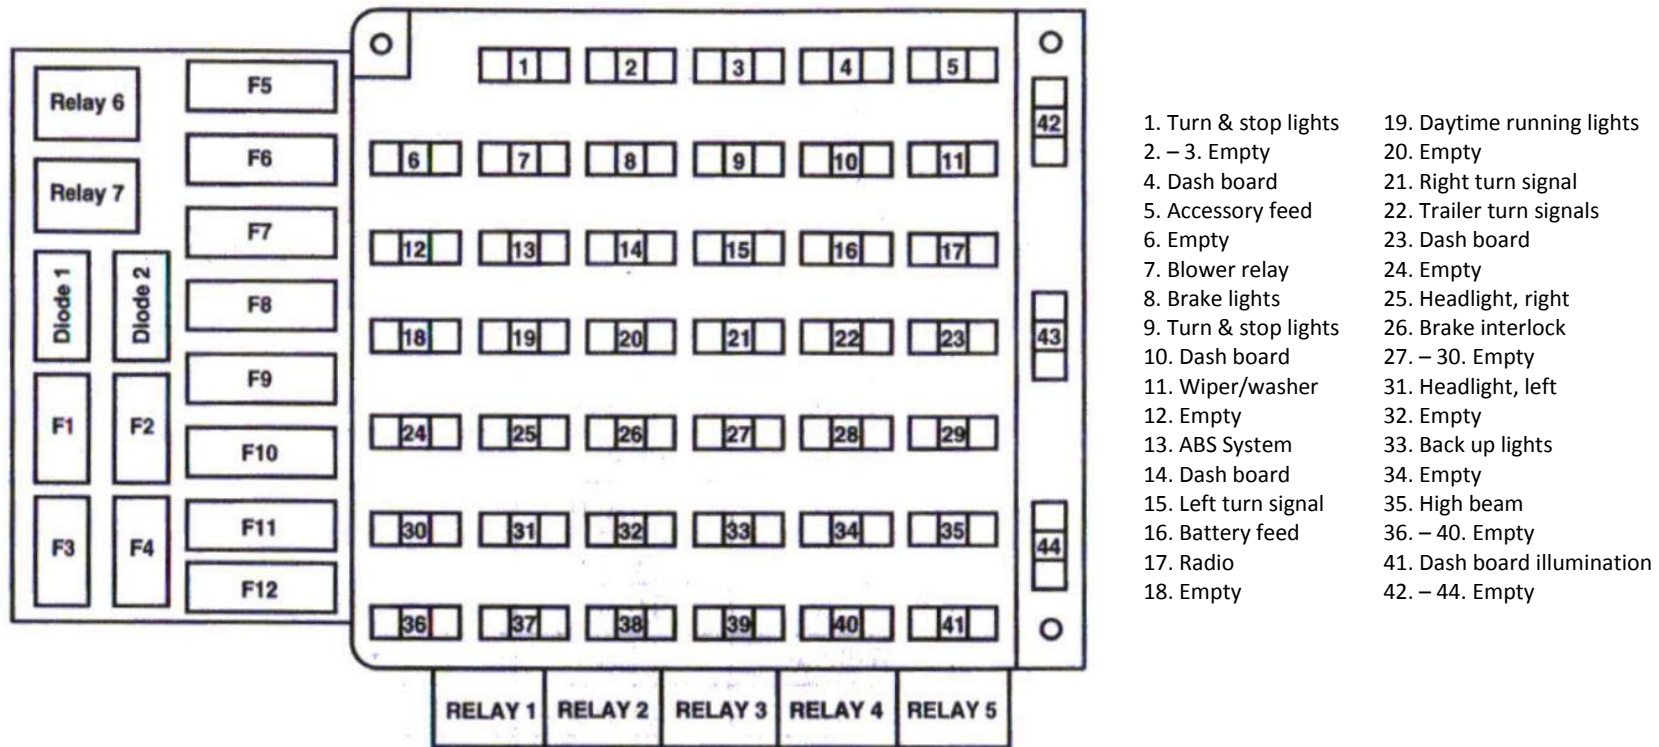 Relay 6
Relay 7
Diode 1
Diode 2
F1
F2
F3
F4
F5
F6
F7
F8
F9
F10
F11
F12
1 2 3 4 5
6 7 8 9 10 11
12 13 14 15 16 17
18 19 20 21 22 23
24 25 26 27 28 29
30 31 32 33 34 35
36 37 38 39 40 41
42
43
44
RELAY 1 RELAY 2 RELAY 3 RELAY 4 RELAY 5
1. Turn & stop lights
2. – 3. Empty
4. Dash board
5. Accessory feed
6. Empty
7. Blower relay
8. Brake lights
9. Turn & stop lights
10. Dash board
11. Wiper/washer
12. Empty
13. ABS System
14. Dash board
15. Left turn signal
16. Battery feed
17. Radio
18. Empty
19. Daytime running lights
20. Empty
21. Right turn signal
22. Trailer turn signals
23. Dash board
24. Empty
25. Headlight, right
26. Brake interlock
27. – 30. Empty
31. Headlight, left
32. Empty
33. Back up lights
34. Empty
35. High beam
36. – 40. Empty
41. Dash board illumination
42. – 44. Empty